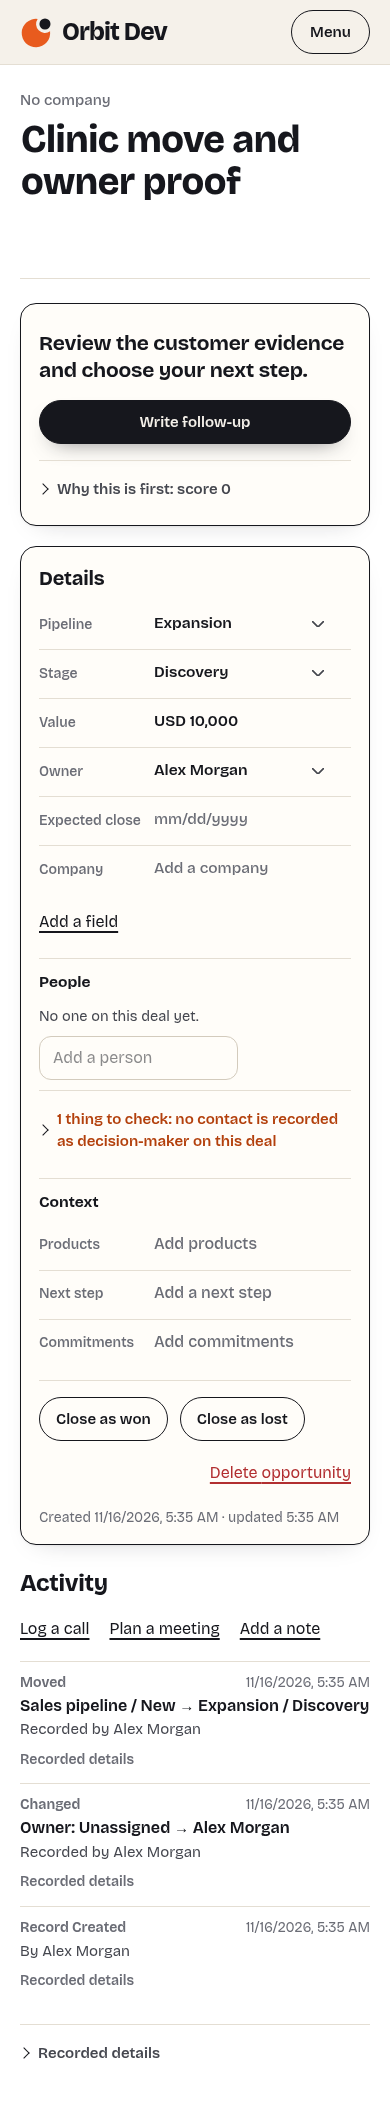 Orbit Dev
Menu
No company
Clinic move and
owner proof
Review the customer evidence
and choose your next step.
Write follow-up
Why this is first: score 0
Details
Pipeline Expansion
Stage Discovery
Value USD 10,000
Owner Alex Morgan
Expected close mm/dd/yyyy
Company Add a company
Add a field
People
No one on this deal yet.
Add a person
1 thing to check: no contact is recorded
as decision-maker on this deal
Context
Products Add products
Next step Add a next step
Commitments Add commitments
Close as won Close as lost
Delete opportunity
Created 11/16/2026, 5:35 AM · updated 5:35 AM
Activity
Log a call Plan a meeting Add a note
Moved 11/16/2026, 5:35 AM
Sales pipeline / New → Expansion / Discovery
Recorded by Alex Morgan
Recorded details
Changed 11/16/2026, 5:35 AM
Owner: Unassigned → Alex Morgan
Recorded by Alex Morgan
Recorded details
Record Created 11/16/2026, 5:35 AM
By Alex Morgan
Recorded details
Recorded details